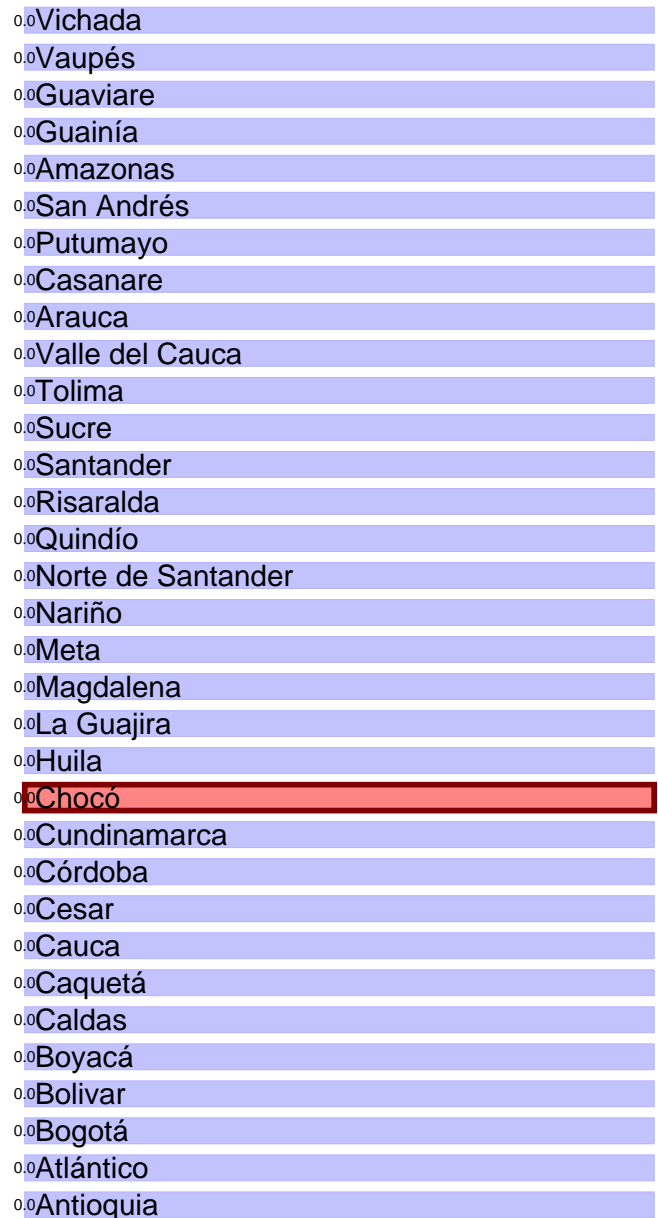 0.0Vichada
0.0Vaupés
0.0Guaviare
0.0Guainía
0.0Amazonas
0.0San Andrés
0.0Putumayo
0.0Casanare
0.0Arauca
0.0Valle del Cauca
0.0Tolima
0.0Sucre
0.0Santander
0.0Risaralda
0.0Quindío
0.0Norte de Santander
0.0Nariño
0.0Meta
0.0Magdalena
0.0La Guajira
0.0Huila
0.0Chocó
0.0Cundinamarca
0.0Córdoba
0.0Cesar
0.0Cauca
0.0Caquetá
0.0Caldas
0.0Boyacá
0.0Bolivar
0.0Bogotá
0.0Atlántico
0.0Antioquia